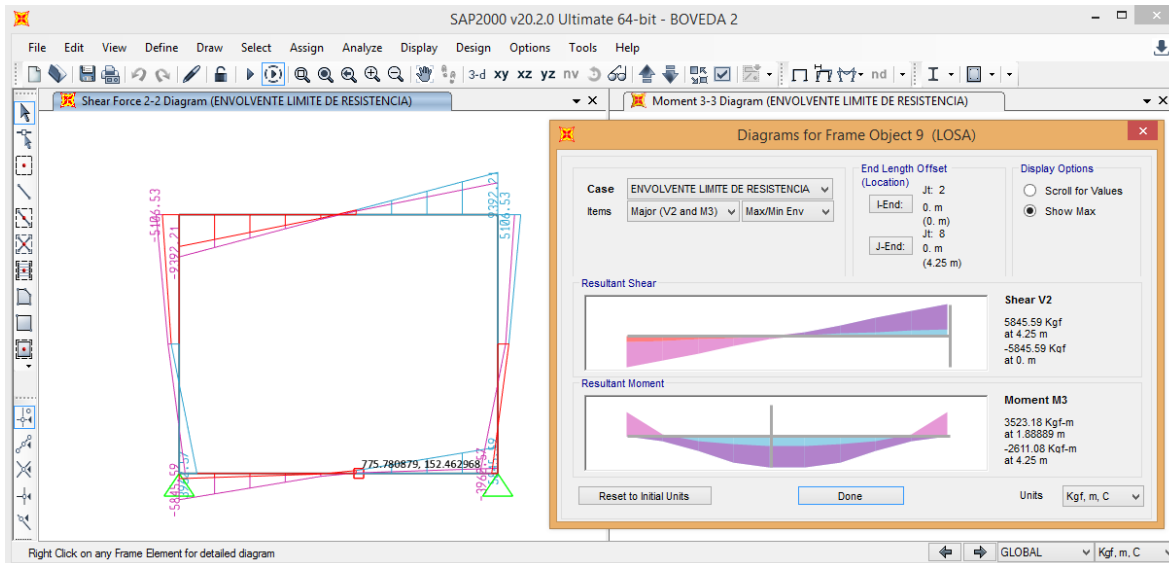 SAP2000 v20.2.0 Ultimate 64-bit - BOVEDA 2
File Edit View Define Draw Select Assign Analyze Display Design Options Tools Help
3-d xy xz yz nv nd
Shear Force 2-2 Diagram (ENVOLVENTE LIMITE DE RESISTENCIA)
Moment 3-3 Diagram (ENVOLVENTE LIMITE DE RESISTENCIA)
-5106.53
-9392.21
9392.21
5106.53
-5845.59
775.780879, 152.462968
Diagrams for Frame Object 9 (LOSA)
Case ENVOLVENTE LIMITE DE RESISTENCIA
Items Major (V2 and M3) Max/Min Env
End Length Offset
(Location)
I-End:
Jt: 2
0. m
(0. m)
J-End:
Jt: 8
0. m
(4.25 m)
Display Options
Scroll for Values
Show Max
Resultant Shear
Shear V2
5845.59 Kgf
at 4.25 m
-5845.59 Kgf
at 0. m
Resultant Moment
Moment M3
3523.18 Kgf-m
at 1.88889 m
-2611.08 Kgf-m
at 4.25 m
Reset to Initial Units
Done
Units Kgf, m, C
Right Click on any Frame Element for detailed diagram
GLOBAL
Kgf, m, C